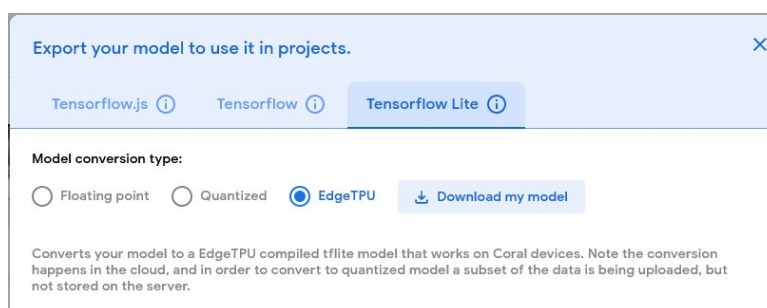 Export your model to use it in projects.
Tensorflow.js Tensorflow Tensorflow Lite
Model conversion type:
Floating point Quantized EdgeTPU Download my model
Converts your model to a EdgeTPU compiled tflite model that works on Coral devices. Note the conversion
happens in the cloud, and in order to convert to quantized model a subset of the data is being uploaded, but
not stored on the server.